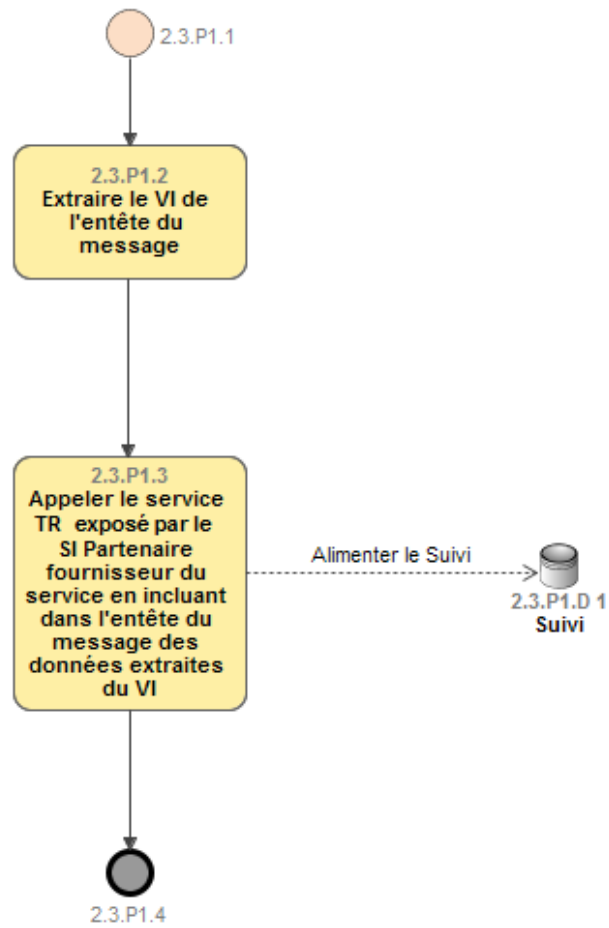 2.3.P1.1
2.3.P1.2
Extraire le VI de
l'entête du
message
2.3.P1.3
Appeler le service
TR exposé par le
SI Partenaire
fournisseur du
service en incluant
dans l'entête du
message des
données extraites
du VI
Alimenter le Suivi
2.3.P1.D 1
Suivi
2.3.P1.4